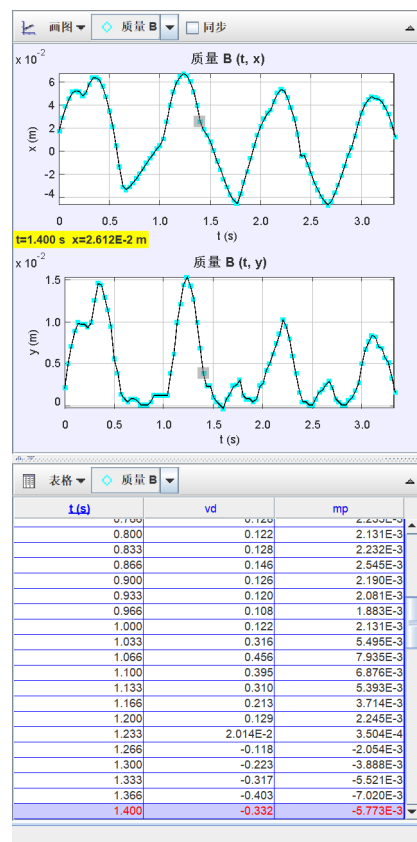 画图 质量 B 同步
x 10-2 质量 B (t, x)
6
4
2
0
-2
-4
x (m)
0 0.5 1.0 1.5 2.0 2.5 3.0
t (s)
t=1.400 s x=2.612E-2 m
x 10-2 质量 B (t, y)
1.5
1.0
0.5
0
y (m)
0 0.5 1.0 1.5 2.0 2.5 3.0
t (s)
表格 质量 B
t (s) vd mp
0.766 0.128 2.233E-3
0.800 0.122 2.131E-3
0.833 0.128 2.232E-3
0.866 0.146 2.545E-3
0.900 0.126 2.190E-3
0.933 0.120 2.081E-3
0.966 0.108 1.883E-3
1.000 0.122 2.131E-3
1.033 0.316 5.495E-3
1.066 0.456 7.935E-3
1.100 0.395 6.876E-3
1.133 0.310 5.393E-3
1.166 0.213 3.714E-3
1.200 0.129 2.245E-3
1.233 2.014E-2 3.504E-4
1.266 -0.118 -2.054E-3
1.300 -0.223 -3.888E-3
1.333 -0.317 -5.521E-3
1.366 -0.403 -7.020E-3
1.400 -0.332 -5.773E-3